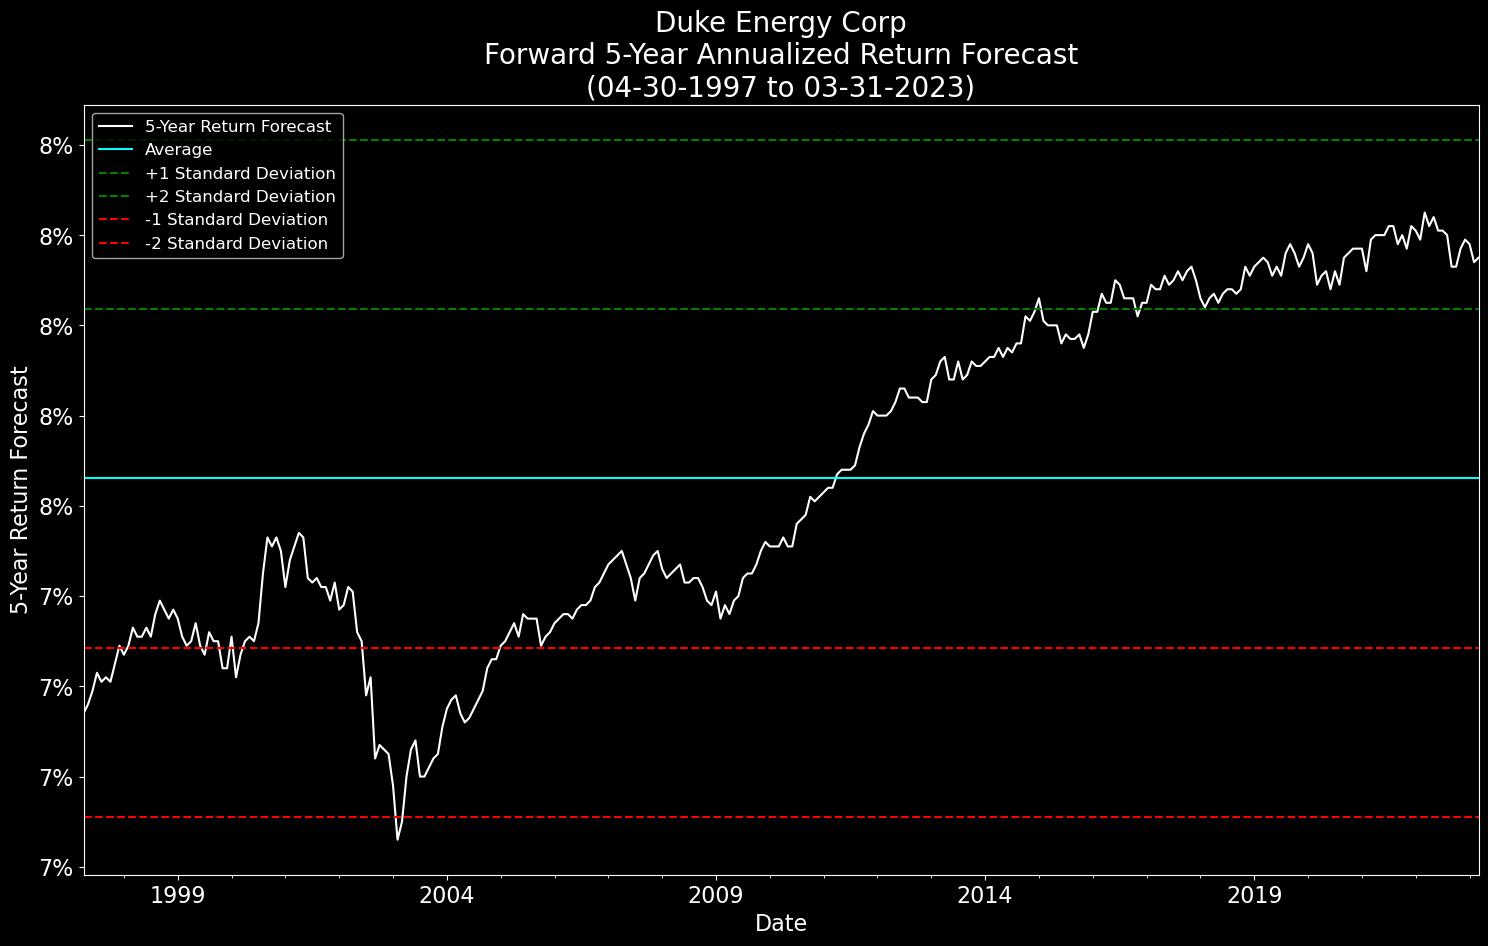 Duke Energy Corp
Forward 5-Year Annualized Return Forecast
(04-30-1997 to 03-31-2023)
5-Year Return Forecast
Average
+1 Standard Deviation
+2 Standard Deviation
-1 Standard Deviation
-2 Standard Deviation
8%
8%
8%
8%
8%
7%
7%
7%
7%
5-Year Return Forecast
1999
2004
2009
2014
2019
Date